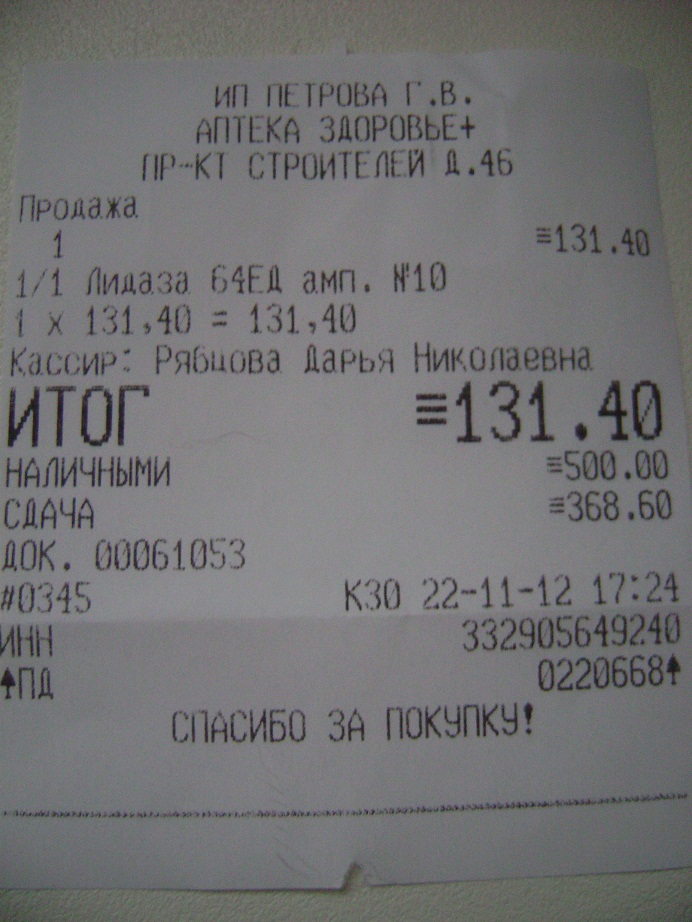 ИП ПЕТРОВА Г.В.
АПТЕКА ЗДОРОВЬЕ+
ПР-КТ СТРОИТЕЛЕЙ Д.46
Продажа
1 ≡131.40
1/1 Лидаза 64ЕД амп. №10
1 x 131,40 = 131,40
Кассир: Рябцова Дарья Николаевна
ИТОГ ≡131.40
НАЛИЧНЫМИ ≡500.00
СДАЧА ≡368.60
ДОК. 00061053
#0345 КЗО 22-11-12 17:24
ИНН 332905649240
↑ПД 0220668↑
СПАСИБО ЗА ПОКУПКУ!